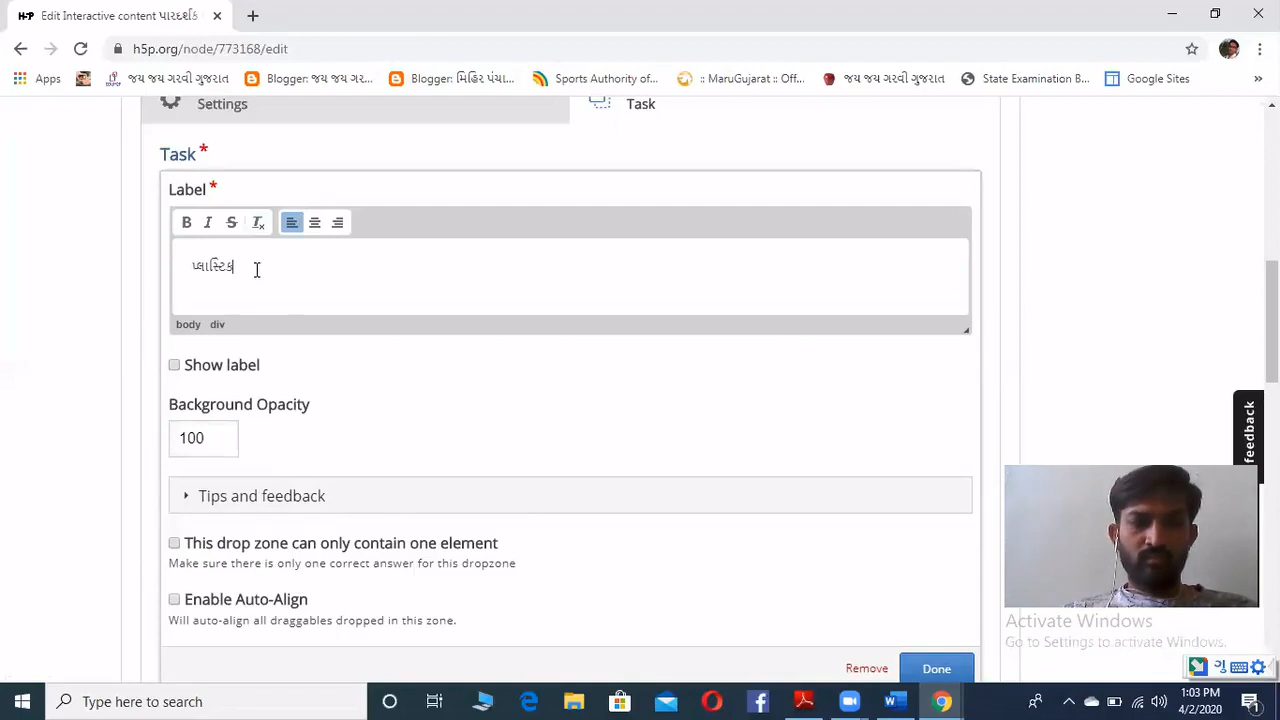 Edit Interactive content પારદર્શક
h5p.org/node/773168/edit
Apps જય જય ગરવી ગુજરાત Blogger: જય જય ગર... Blogger: મિહિર પંચા... Sports Authority of... :: MeruGujarat :: Off... જય જય ગરવી ગુજરાત State Examination B... Google Sites »
Settings Task
Task *
Label *
B I S Tx
પ્લાસ્ટિક
body div
Show label
Background Opacity
100
Tips and feedback
This drop zone can only contain one element
Make sure there is only one correct answer for this dropzone
Enable Auto-Align
Will auto-align all draggables dropped in this zone.
Remove Done
feedback
Activate Windows
Go to Settings to activate Windows.
Type here to search
1:03 PM
4/2/2020